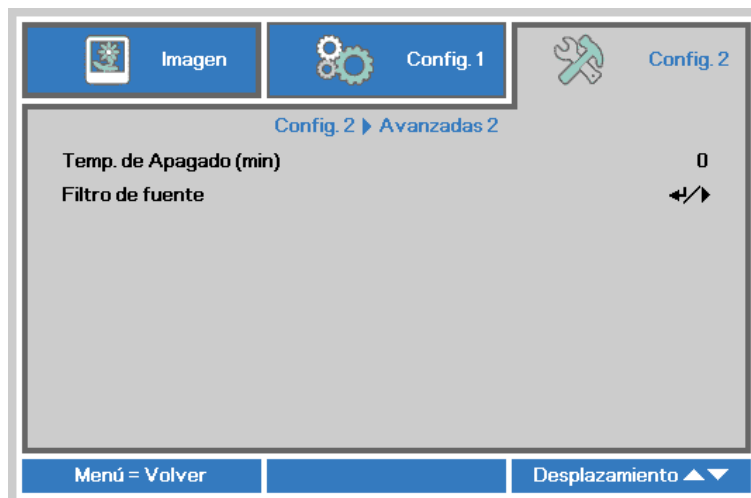 Imagen
Config. 1
Config. 2
Config. 2 ▶ Avanzadas 2
Temp. de Apagado (min) 0
Filtro de fuente ↲/▶
Menú = Volver
Desplazamiento ▲▼